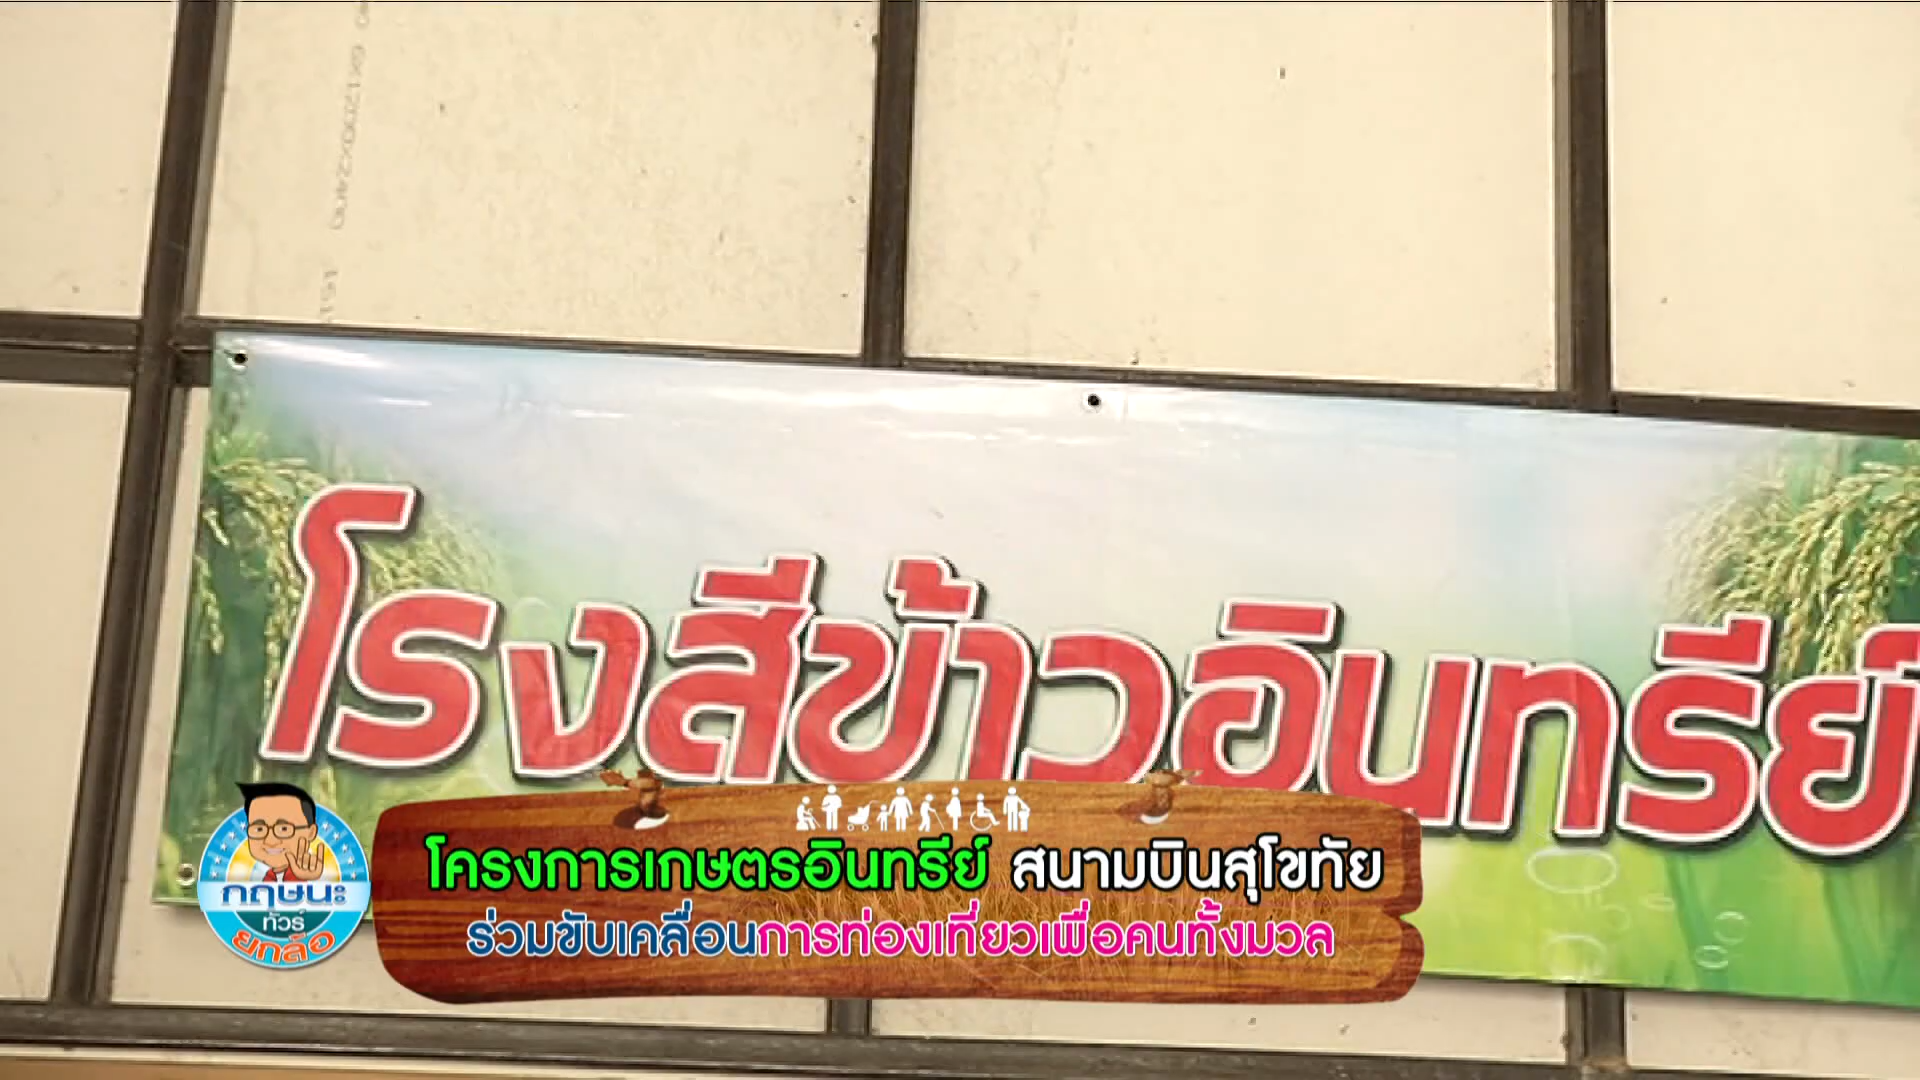 โรงสีข้าวอินทรีย์
โครงการเกษตรอินทรีย์ สนามบินสุโขทัย
ร่วมขับเคลื่อนการท่องเที่ยวเพื่อคนทั้งมวล
กฤษนะ
ทัวร์
ยกล้อ